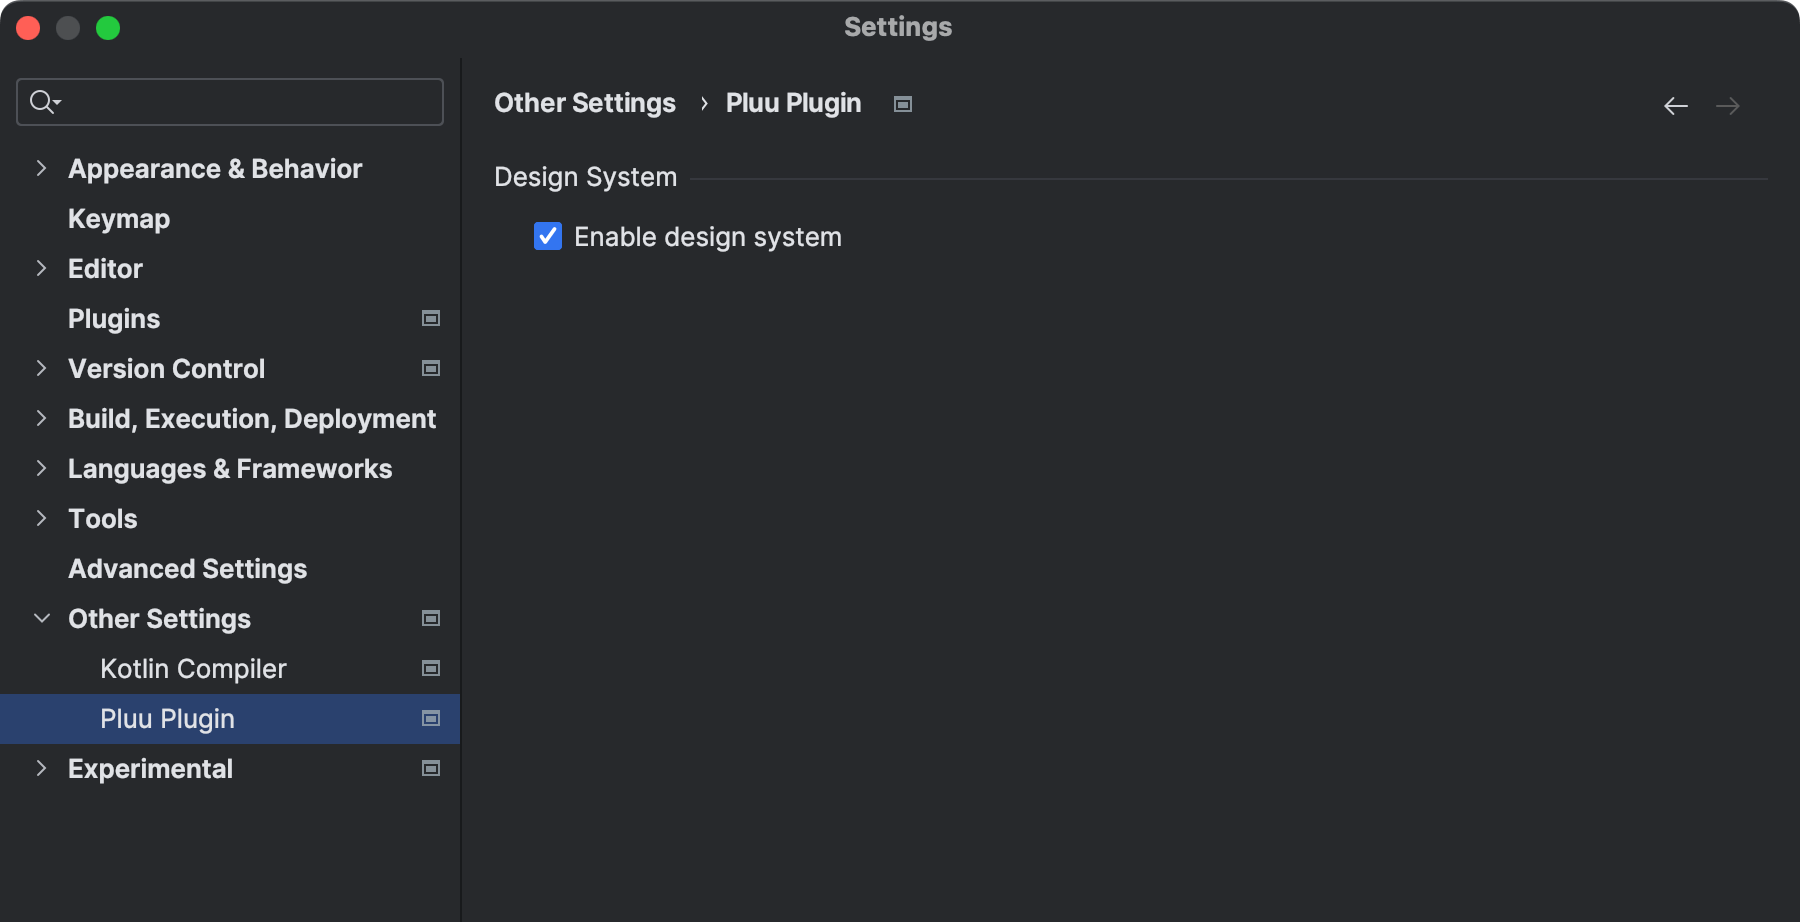 Settings
Other Settings › Pluu Plugin
Appearance & Behavior
Keymap
Editor
Plugins
Version Control
Build, Execution, Deployment
Languages & Frameworks
Tools
Advanced Settings
Other Settings
Kotlin Compiler
Pluu Plugin
Experimental
Design System
Enable design system